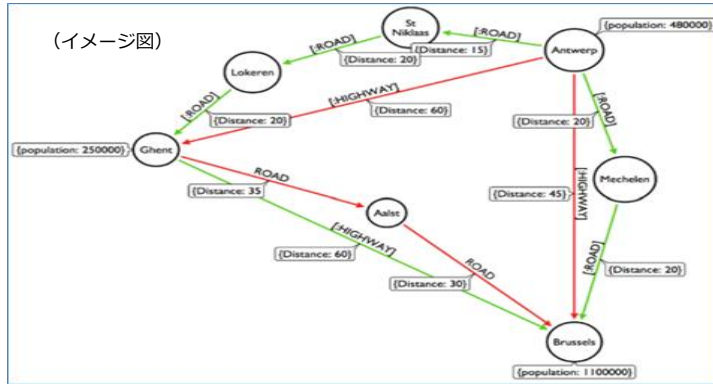 (イメージ図)
St
Niklaas
[:ROAD]
{Distance: 15}
Antwerp
{population: 480000}
[:ROAD]
{Distance: 20}
Lokeren
[:HIGHWAY]
{Distance: 60}
[:ROAD]
{Distance: 20}
{Distance: 20}
[:ROAD]
{population: 250000}
Ghent
ROAD
{Distance: 35
Aalst
{Distance: 45}
[:HIGHWAY]
Mechelen
[:HIGHWAY]
{Distance: 60}
ROAD
{Distance: 30}
[:ROAD]
{Distance: 20}
Brussels
{population: 1100000}